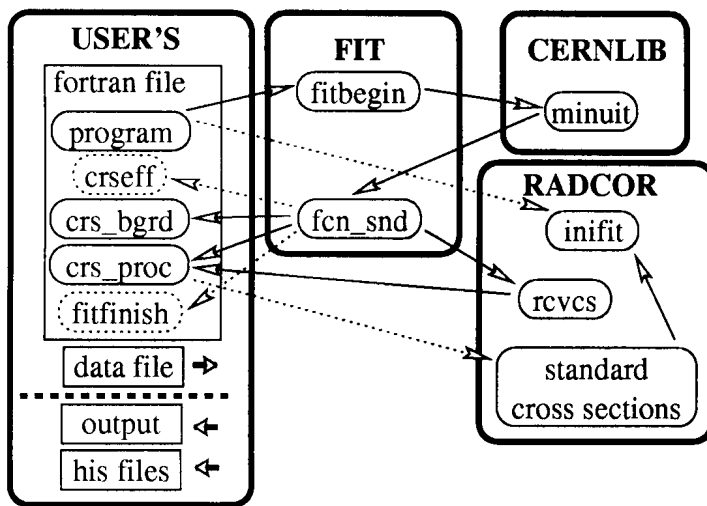 USER'S
fortran file
program
crseff
crs_bgrd
crs_proc
fitfinish
data file
output
his files
FIT
fitbegin
fcn_snd
CERNLIB
minuit
RADCOR
inifit
rcvcs
standard
cross sections